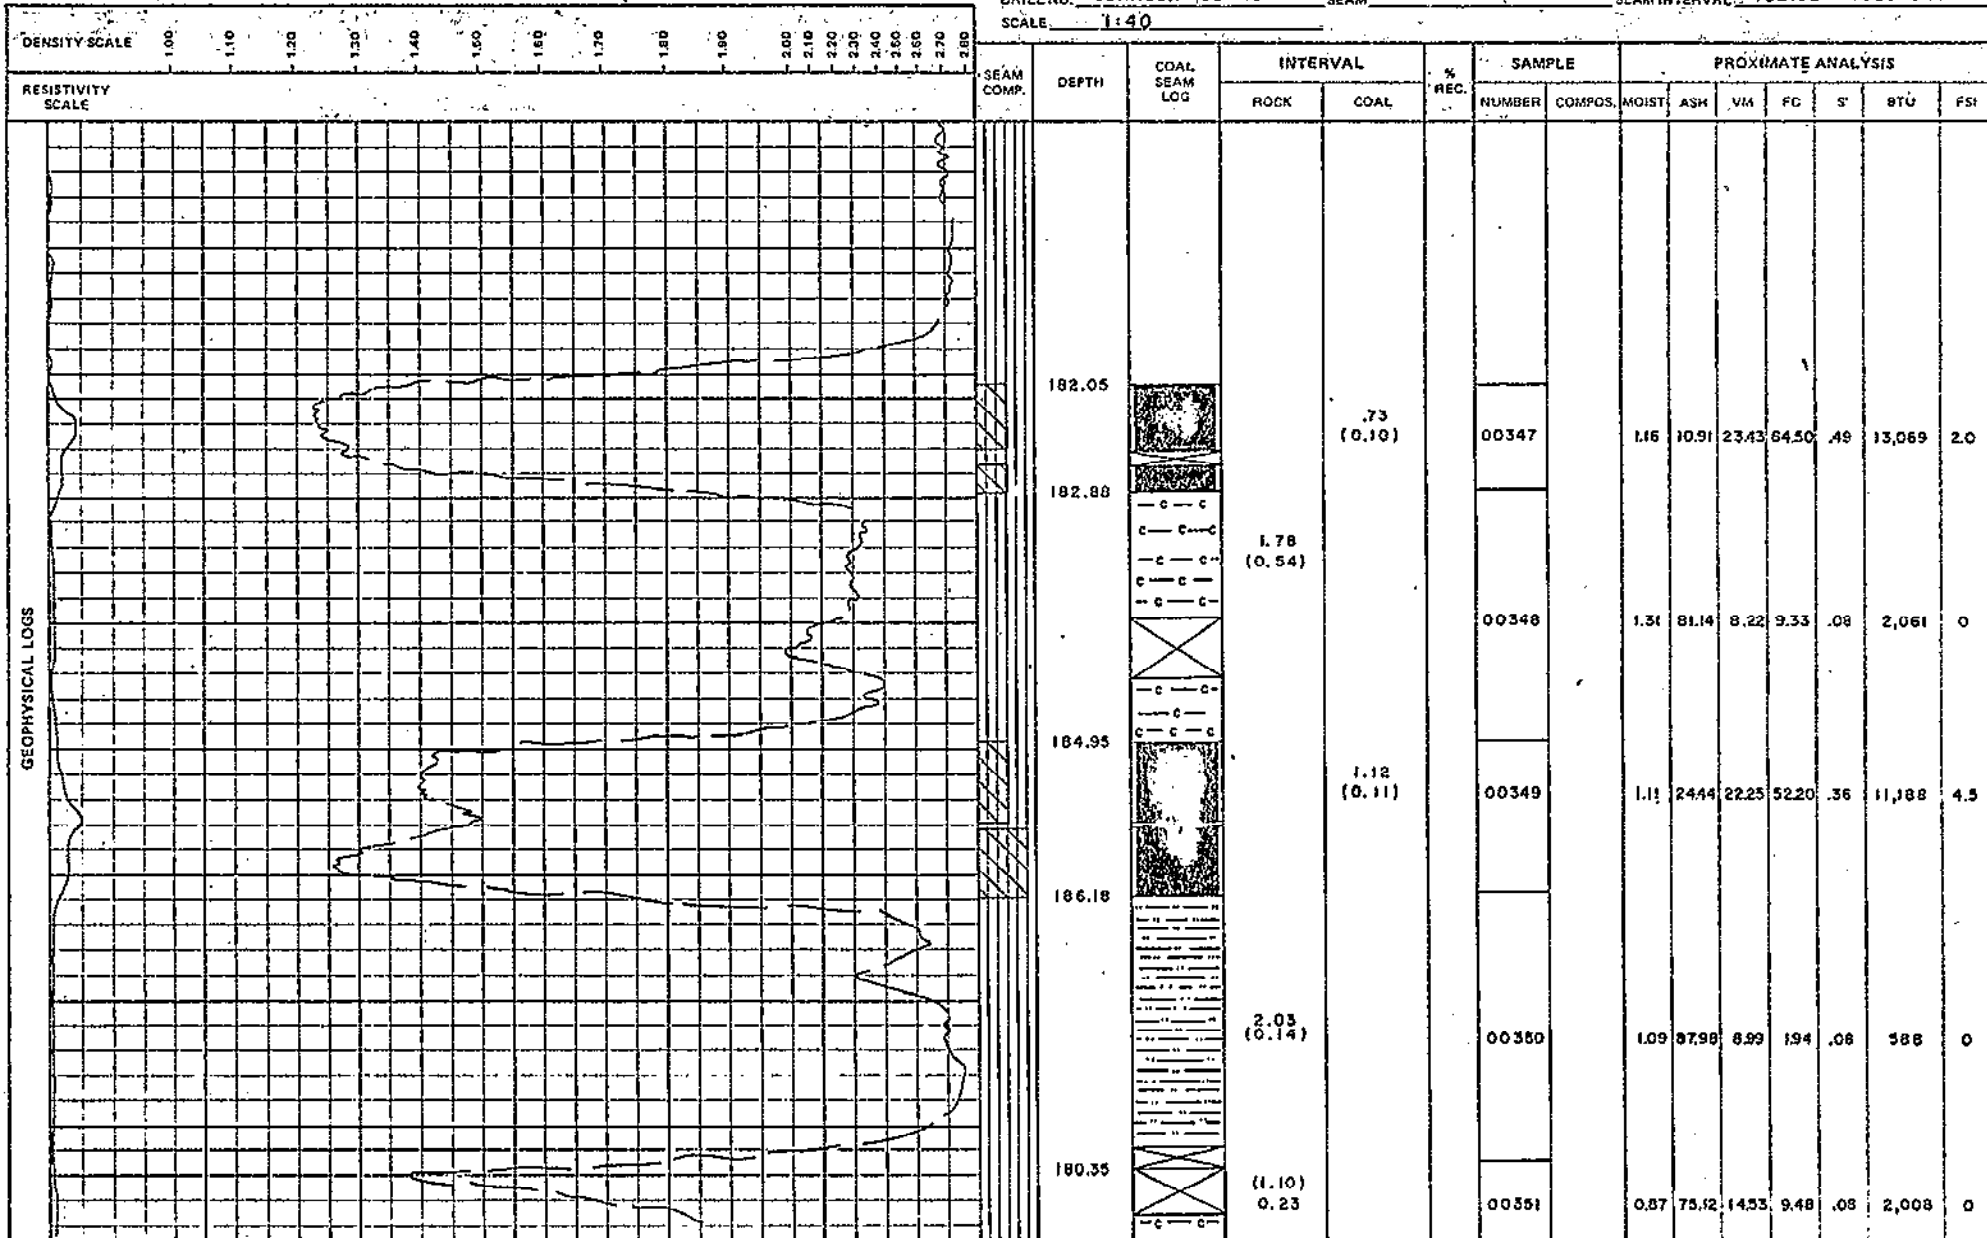 SCALE 1:40
DENSITY SCALE 1.00 1.10 1.20 1.30 1.40 1.50 1.60 1.70 1.80 1.90 2.00 2.10 2.20 2.30 2.40 2.50 2.60 2.70 2.80
RESISTIVITY SCALE
SEAM COMP.
DEPTH
COAL SEAM LOG
INTERVAL
ROCK COAL
% REC.
SAMPLE
NUMBER COMPOS.
PROXIMATE ANALYSIS
MOIST ASH VM FC S BTU FSI
GEOPHYSICAL LOGS
182.05
.73
(0.10)
00347 1.16 10.91 23.43 64.50 .49 13,069 2.0
182.88
C C
C C C
C C
C C
C C
1.78
(0.54)
00348 1.31 81.14 8.22 9.33 .08 2,061 0
C C
C
C C C
184.95
1.12
(0.11)
00349 1.11 24.44 22.25 52.20 .36 11,188 4.5
186.18
2.03
(0.14)
00350 1.09 87.98 8.99 1.94 .08 588 0
180.35
(1.10)
0.23
00351 0.87 75.12 14.53 9.48 .08 2,008 0
C C